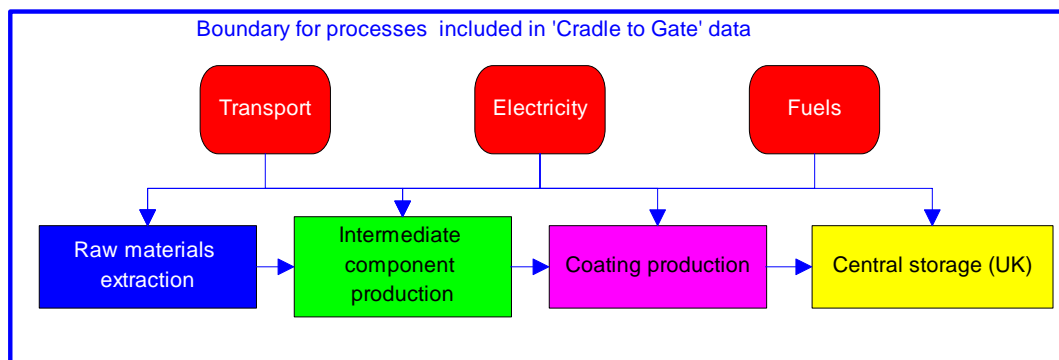 Boundary for processes  included in 'Cradle to Gate' data
Transport
Electricity
Fuels
Raw materials
extraction
Intermediate
component
production
Coating production
Central storage (UK)